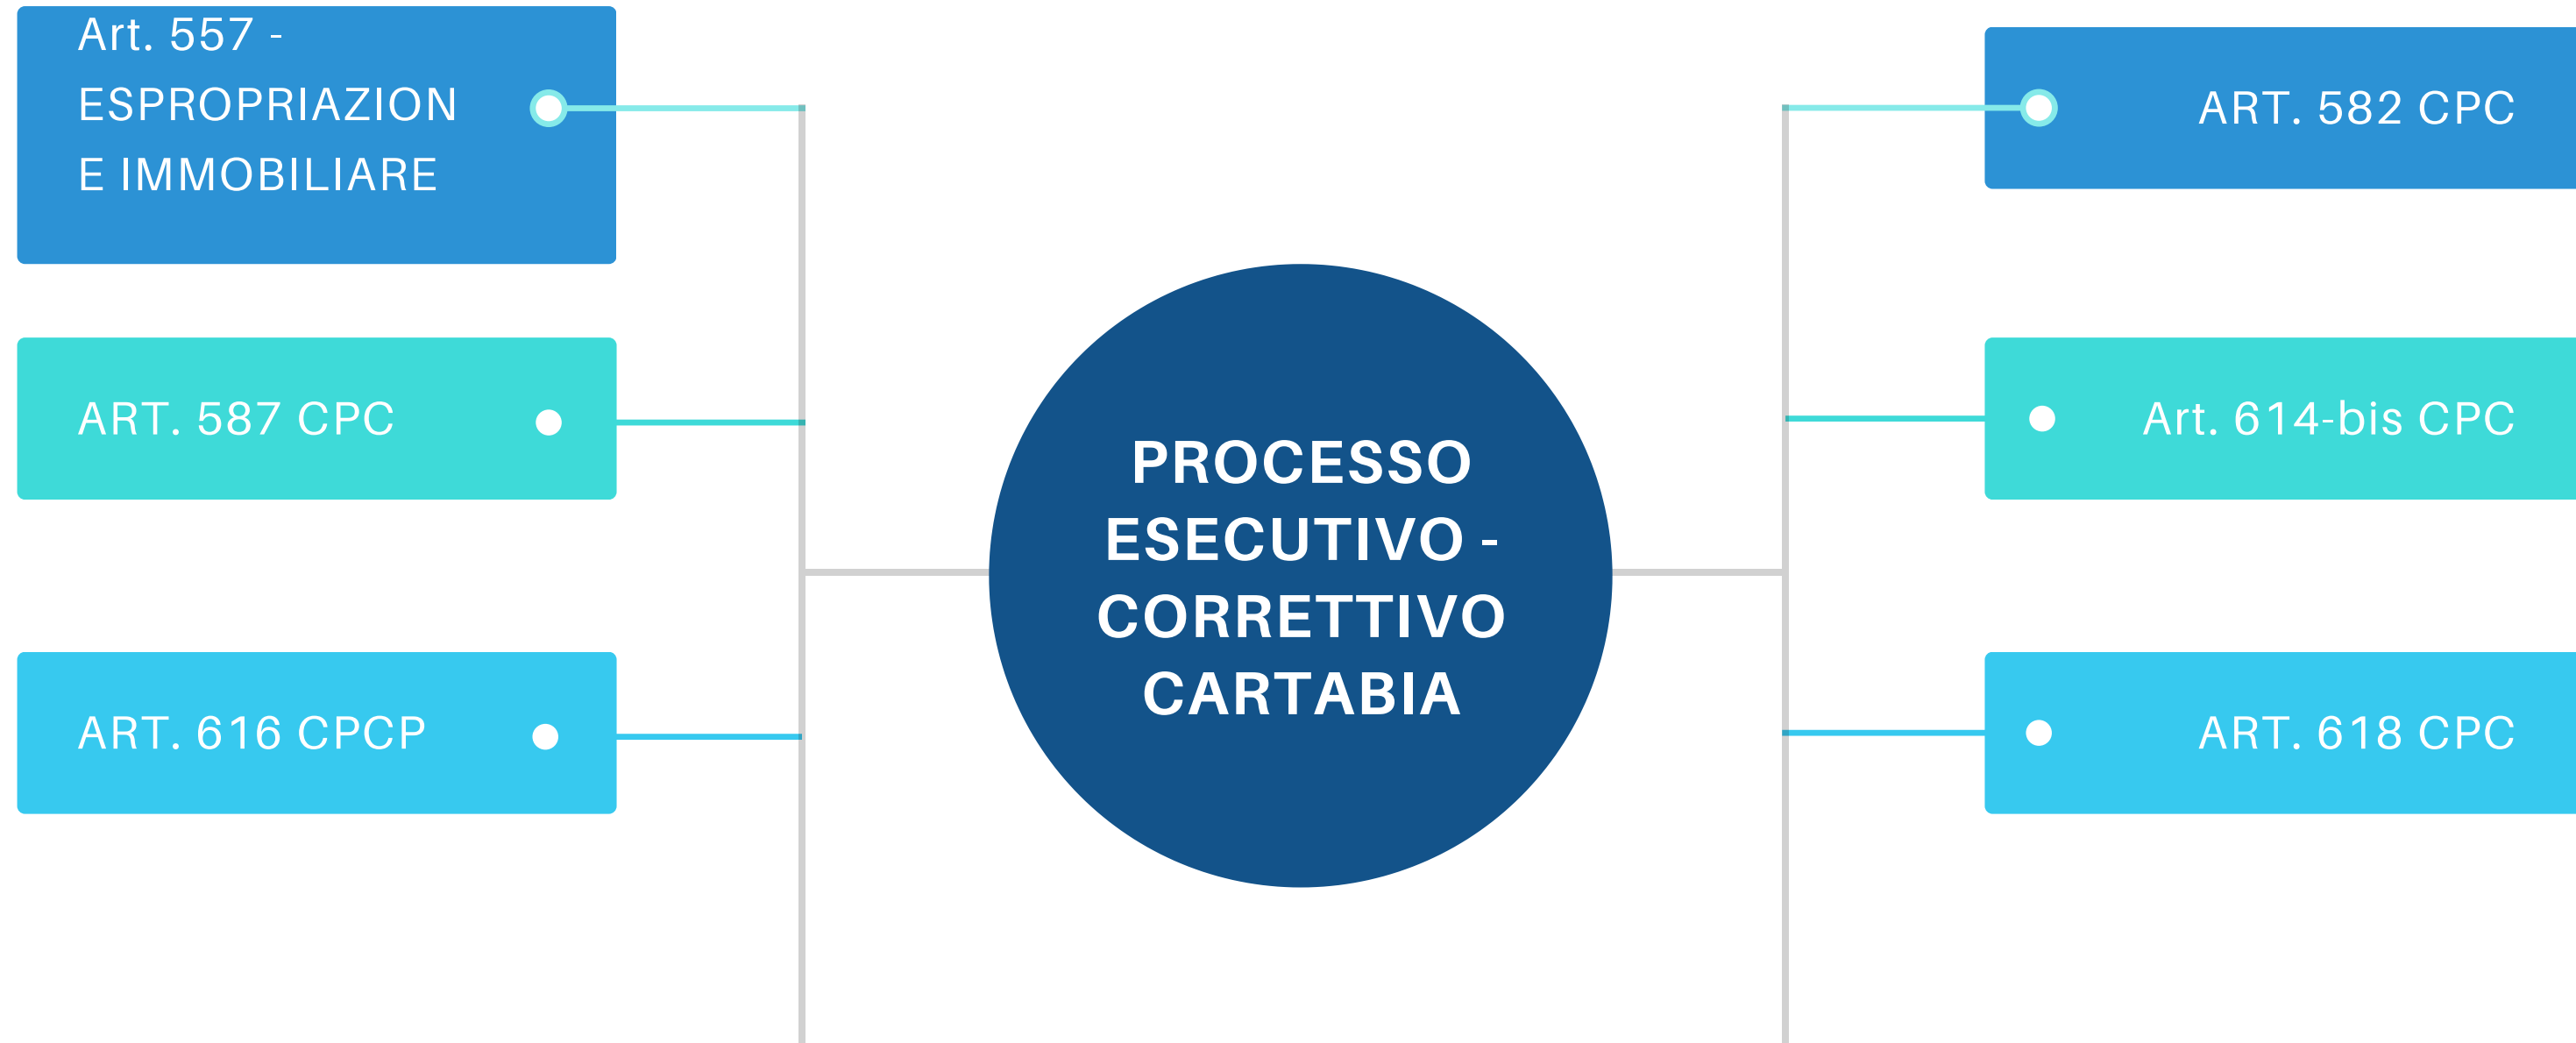 Art. 557 -
ESPROPRIAZION
E IMMOBILIARE
ART. 587 CPC
ART. 616 CPCP
PROCESSO
ESECUTIVO -
CORRETTIVO
CARTABIA
ART. 582 CPC
Art. 614-bis CPC
ART. 618 CPC